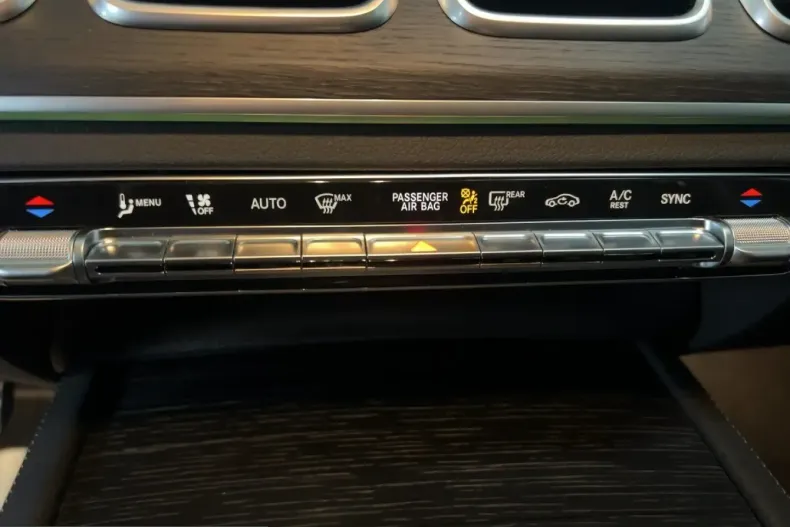 MENU
OFF
AUTO
MAX
PASSENGER
AIR BAG
OFF
REAR
A/C
REST
SYNC